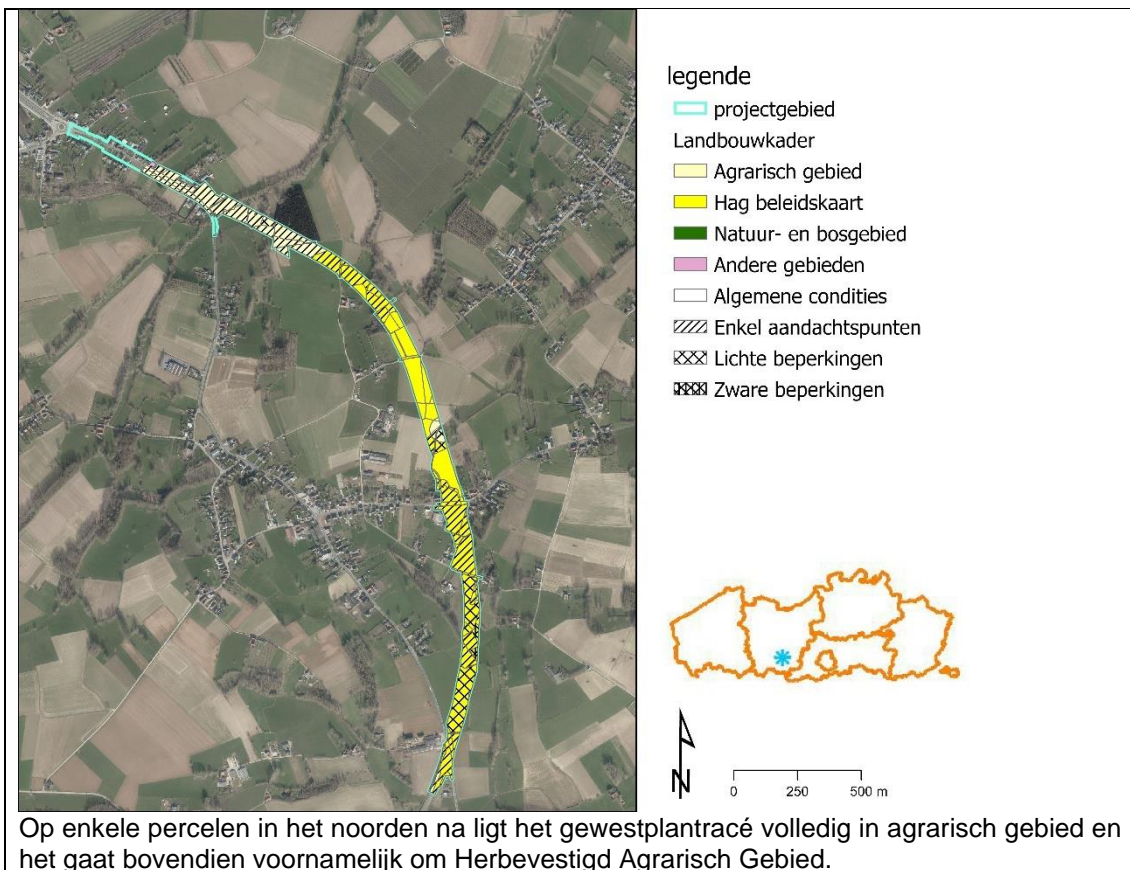 legende
projectgebied
Landbouwkader
Agrarisch gebied
Hag beleidskaart
Natuur- en bosgebied
Andere gebieden
Algemene condities
Enkel aandachtspunten
Lichte beperkingen
Zware beperkingen
N
0 250 500 m
Op enkele percelen in het noorden na ligt het gewestplantracé volledig in agrarisch gebied en
het gaat bovendien voornamelijk om Herbevestigd Agrarisch Gebied.